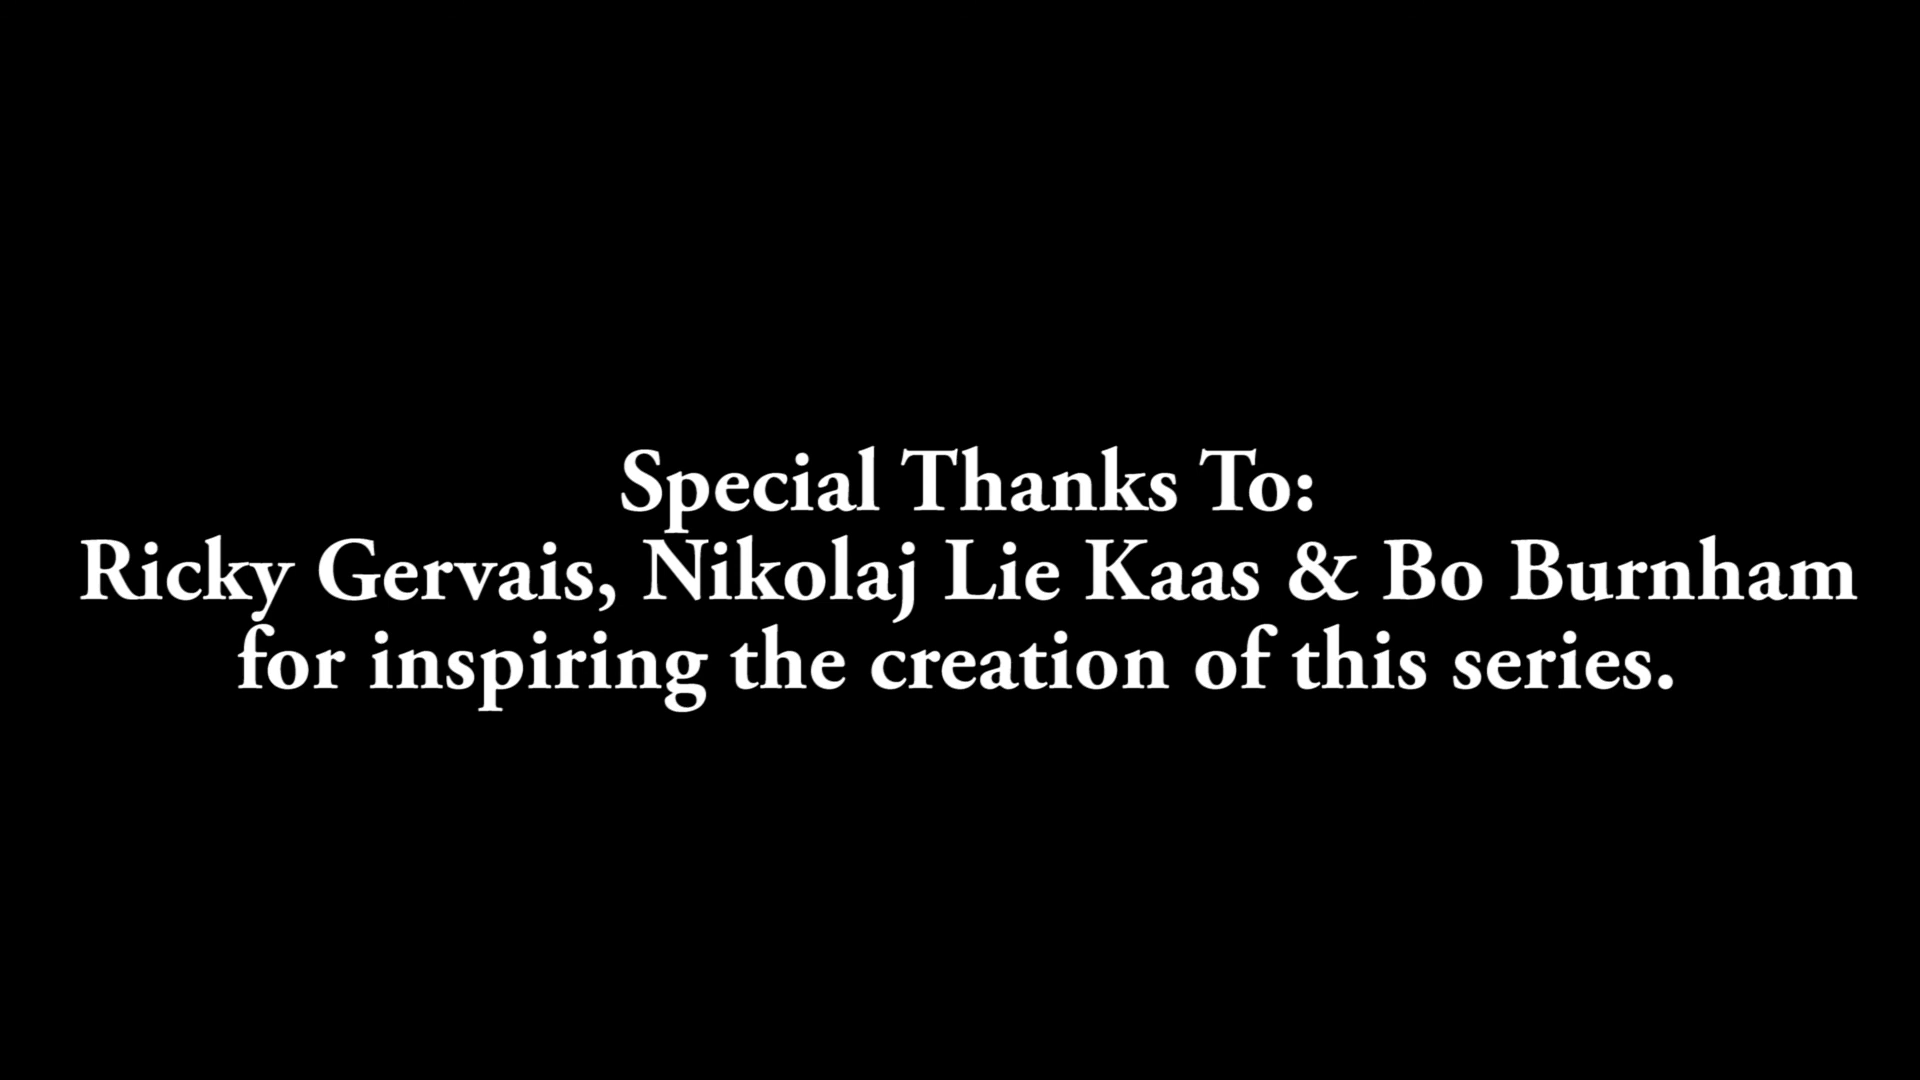 Special Thanks To:
Ricky Gervais, Nikolaj Lie Kaas & Bo Burnham
for inspiring the creation of this series.